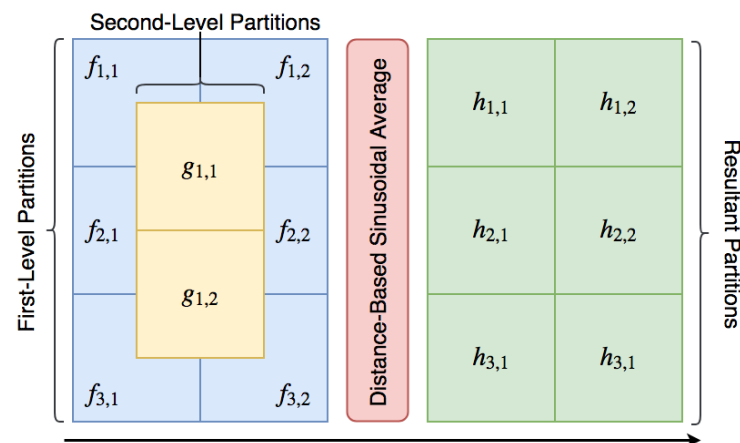 Second-Level Partitions
First-Level Partitions
f1,1
f1,2
g1,1
f2,1
f2,2
g1,2
f3,1
f3,2
Distance-Based Sinusoidal Average
h1,1
h1,2
h2,1
h2,2
h3,1
h3,1
Resultant Partitions